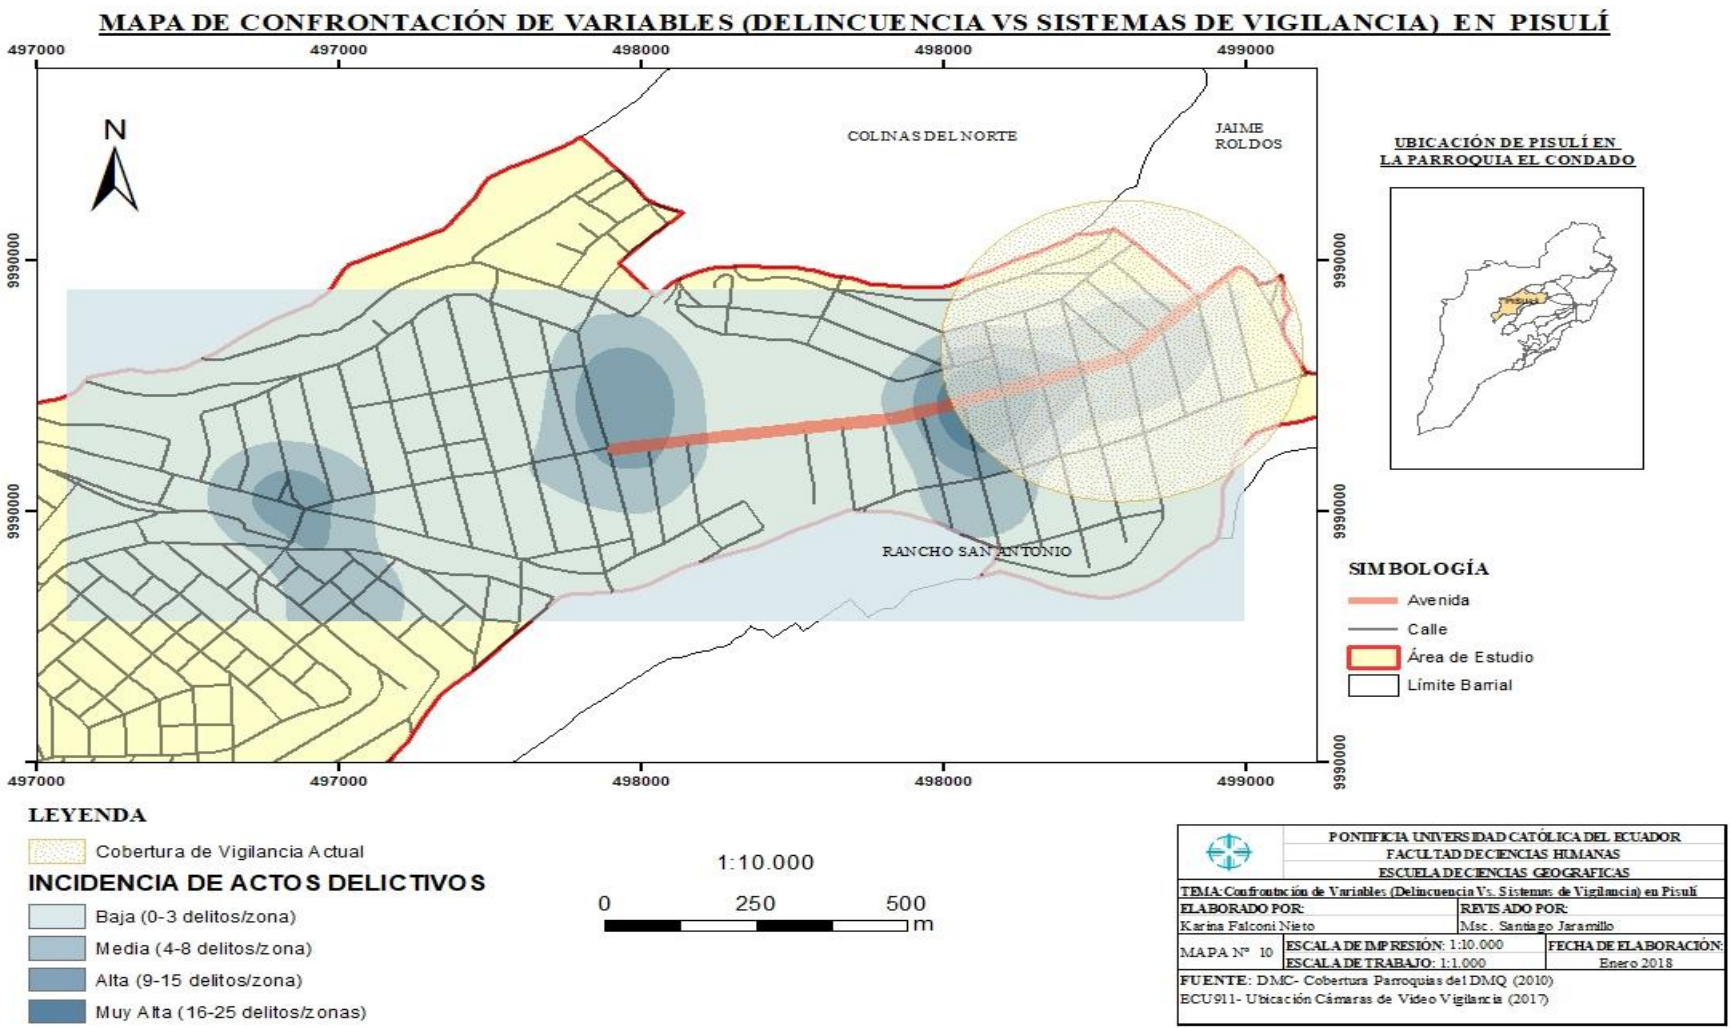 MAPA DE CONFRONTACIÓN DE VARIABLES (DELINCUENCIA VS SISTEMAS DE VIGILANCIA) EN PISULÍ
497000 497000 498000 498000 499000
N
COLINAS DEL NORTE
JAIME
ROLDOS
RANCHO SAN ANTONIO
9990000
9990000
9990000
9990000
9990000
497000 497000 498000 498000 499000
UBICACIÓN DE PISULÍ EN
LA PARROQUIA EL CONDADO
PISULÍ
SIMBOLOGÍA
Avenida
Calle
Área de Estudio
Límite Barrial
LEYENDA
Cobertura de Vigilancia Actual
INCIDENCIA DE ACTOS DELICTIVOS
Baja (0-3 delitos/zona)
Media (4-8 delitos/zona)
Alta (9-15 delitos/zona)
Muy Alta (16-25 delitos/zonas)
1:10.000
0 250 500
m
PONTIFICIA UNIVERSIDAD CATÓLICA DEL ECUADOR
FACULTAD DE CIENCIAS HUMANAS
ESCUELA DE CIENCIAS GEOGRAFICAS
TEMA: Confrontación de Variables (Delincuencia Vs. Sistemas de Vigilancia) en Pisulí
ELABORADO POR: REVISADO POR:
Karina Falconi Nieto Msc. Santiago Jaramillo
MAPA Nº 10 ESCALA DE IMPRESIÓN: 1:10.000 FECHA DE ELABORACIÓN:
ESCALA DE TRABAJO: 1:1.000 Enero 2018
FUENTE: DMC- Cobertura Parroquias del DMQ (2010)
ECU911- Ubicación Cámaras de Video Vigilancia (2017)